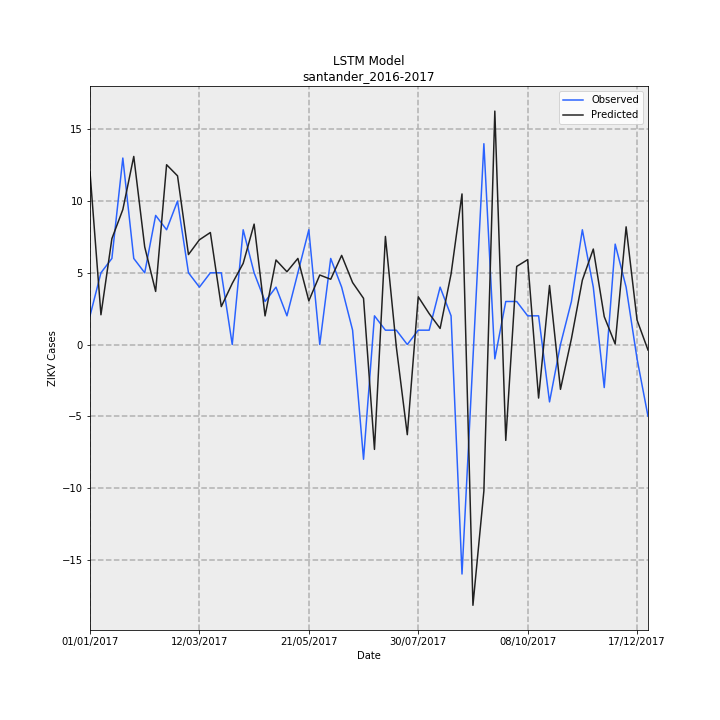 LSTM Model
santander_2016-2017
Observed
Predicted
15
10
5
0
−5
−10
−15
ZIKV Cases
01/01/2017 12/03/2017 21/05/2017 30/07/2017 08/10/2017 17/12/2017
Date